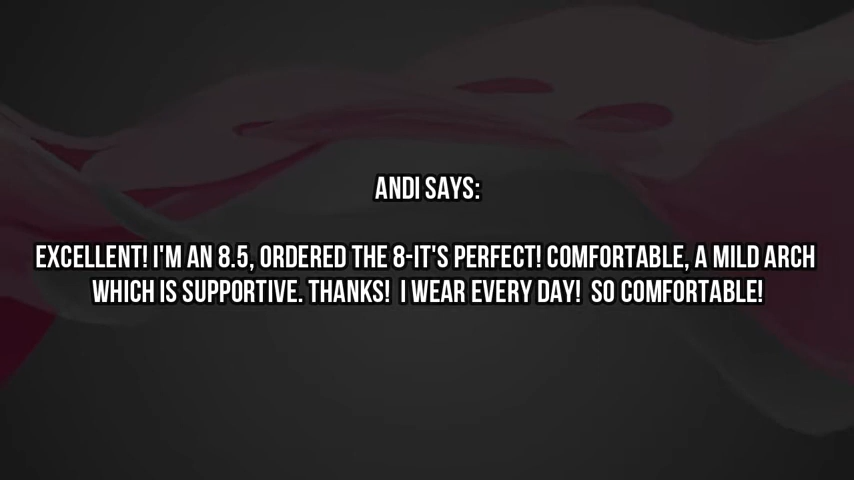 ANDI SAYS:
EXCELLENT! I'M AN 8.5, ORDERED THE 8-IT'S PERFECT! COMFORTABLE, A MILD ARCH
WHICH IS SUPPORTIVE. THANKS!  I WEAR EVERY DAY!  SO COMFORTABLE!